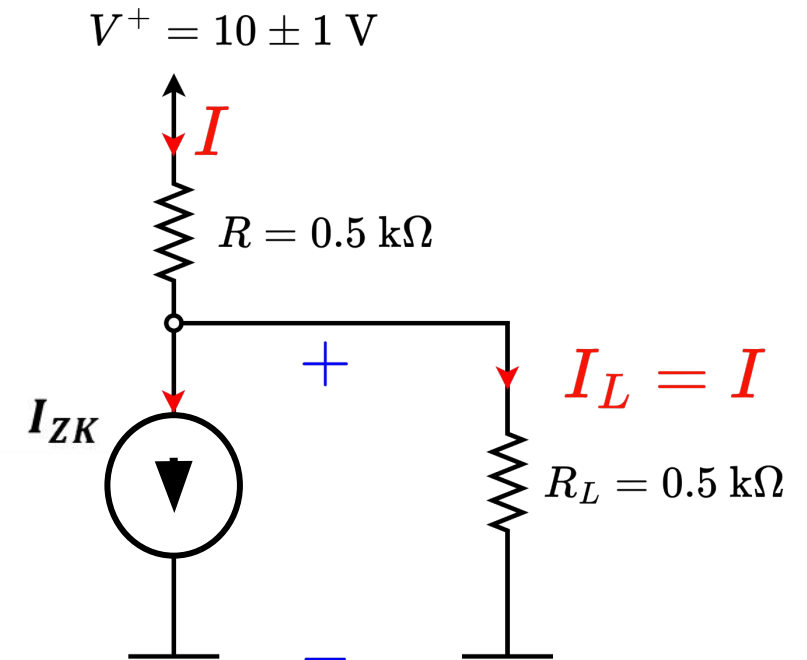 V⁺ = 10 ± 1 V
I
R = 0.5 kΩ
+
I_L = I
I_ZK
R_L = 0.5 kΩ
−